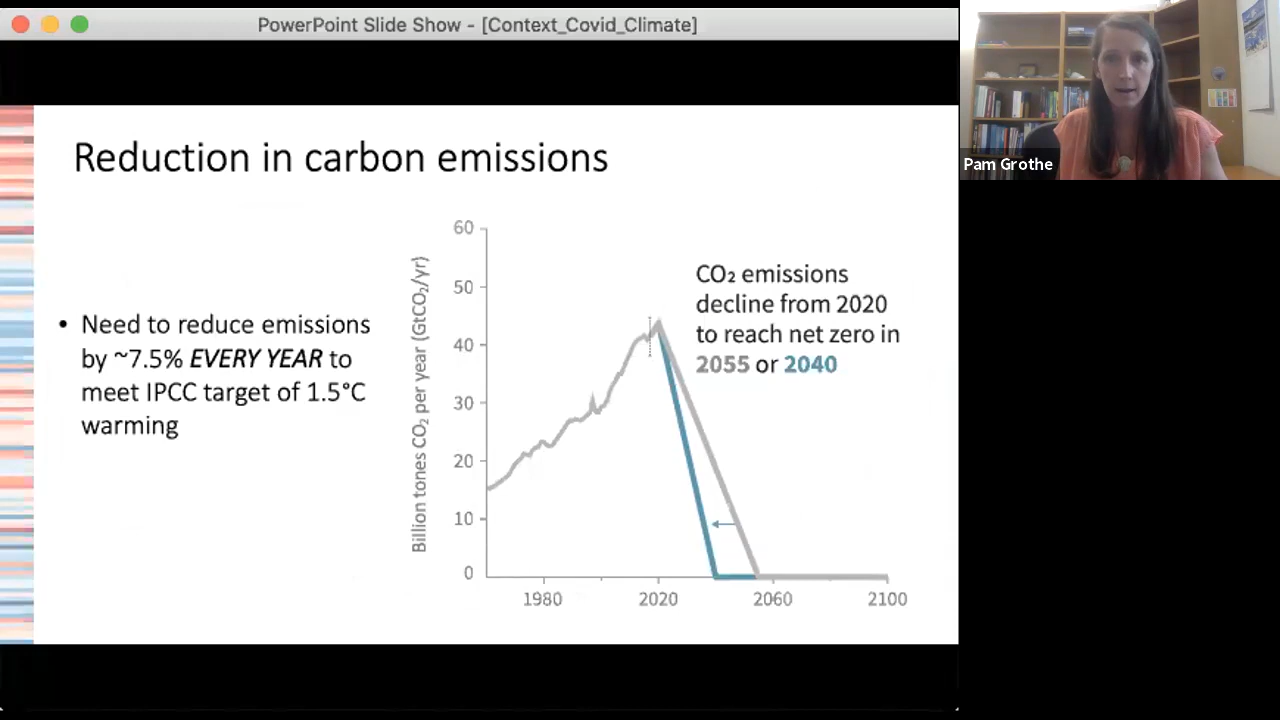 PowerPoint Slide Show - [Context_Covid_Climate]
Pam Grothe
Reduction in carbon emissions
• Need to reduce emissions
by ~7.5% EVERY YEAR to
meet IPCC target of 1.5°C
warming
Billion tones CO₂ per year (GtCO₂/yr)
60
50
40
30
20
10
0
1980
2020
2060
2100
CO₂ emissions
decline from 2020
to reach net zero in
2055 or 2040